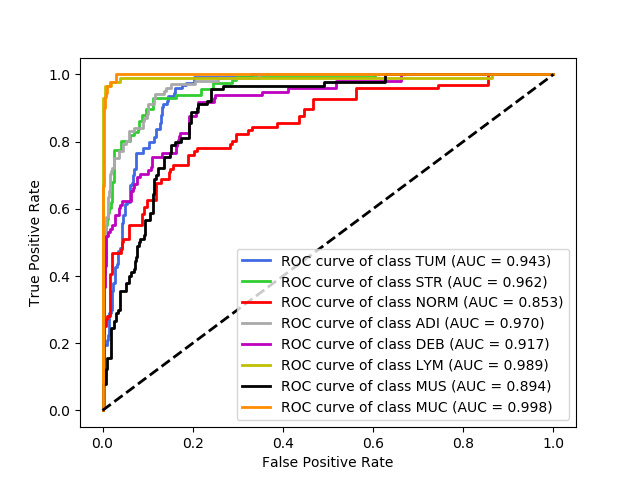 1.0
0.8
0.6
0.4
0.2
0.0
True Positive Rate
ROC curve of class TUM (AUC = 0.943)
ROC curve of class STR (AUC = 0.962)
ROC curve of class NORM (AUC = 0.853)
ROC curve of class ADI (AUC = 0.970)
ROC curve of class DEB (AUC = 0.917)
ROC curve of class LYM (AUC = 0.989)
ROC curve of class MUS (AUC = 0.894)
ROC curve of class MUC (AUC = 0.998)
0.0 0.2 0.4 0.6 0.8 1.0
False Positive Rate